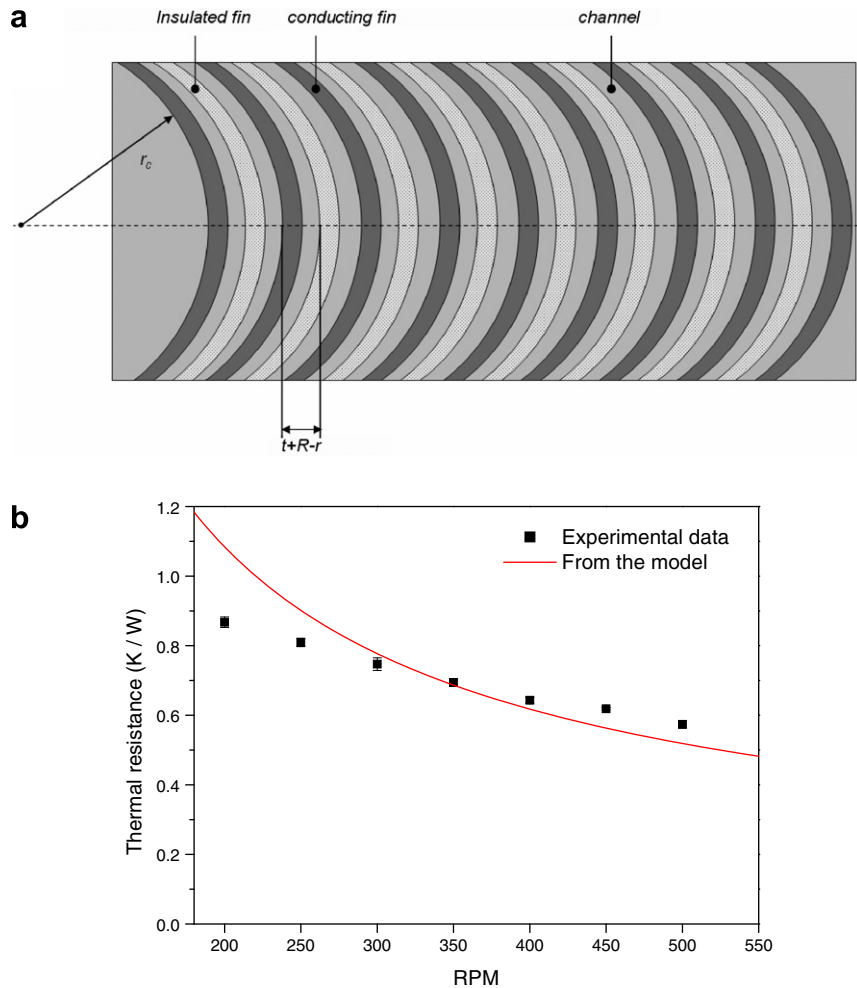 a
Insulated fin
conducting fin
channel
r_c
t+R-r
b
1.2
1.0
0.8
0.6
0.4
0.2
0.0
Thermal resistance (K / W)
Experimental data
From the model
200
250
300
350
400
450
500
550
RPM